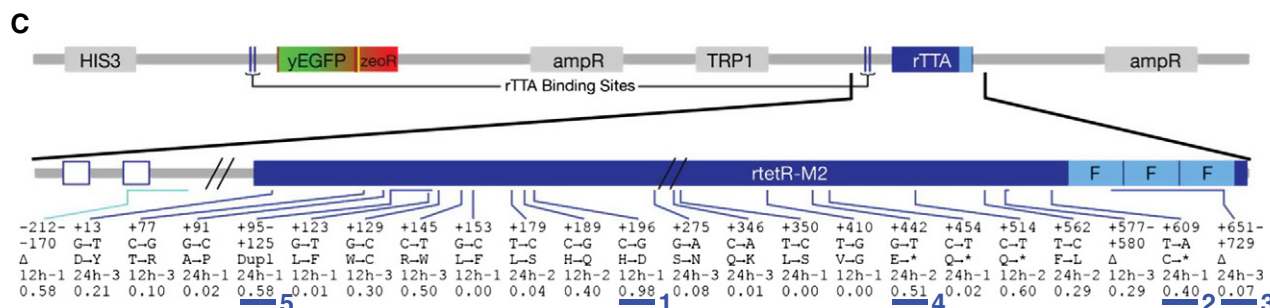 C
HIS3 yEGFP zeoR ampR TRP1 rTTA ampR
rTTA Binding Sites
rtetR-M2 F F F
-212- +13 +77 +91 +95- +123 +129 +145 +153 +179 +189 +196 +275 +346 +350 +410 +442 +454 +514 +562 +577- +609 +651-
-170 G→T C→G G→C +125 G→T G→C C→T G→C T→C C→G C→G G→A C→A T→C T→G G→T C→T C→T T→C +580 T→A +729
Δ D→Y T→R A→P Dupl L→F W→C R→W L→F L→S H→Q H→D S→N Q→K L→S V→G E→* Q→* Q→* F→L Δ C→* Δ
12h-1 24h-3 12h-3 24h-1 24h-1 12h-1 12h-3 12h-1 24h-1 12h-2 24h-2 24h-1 24h-3 24h-1 24h-1 12h-1 24h-2 24h-1 12h-2 24h-2 12h-3 24h-1 24h-3
0.58 0.21 0.10 0.02 0.58 0.01 0.30 0.50 0.00 0.04 0.40 0.98 0.08 0.01 0.00 0.00 0.51 0.02 0.60 0.29 0.29 0.40 0.07
5 1 4 2 3